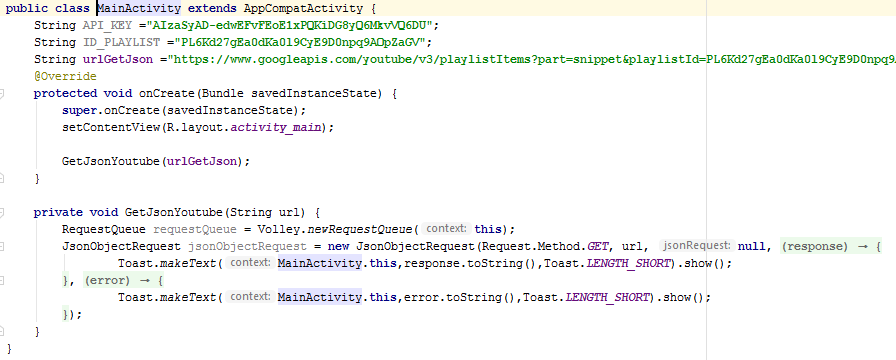 public class MainActivity extends AppCompatActivity {
String API_KEY ="AIzaSyAD-edwEFvFEoE1xPQKiDG8yQ6MkvVQ6DU";
String ID_PLAYLIST ="PL6Kd27gEa0dKa0l9CyE9D0npq9ADpZaGV";
String urlGetJson ="https://www.googleapis.com/youtube/v3/playlistItems?part=snippet&playlistId=PL6Kd27gEa0dKa0l9CyE9D0npq9
@Override
protected void onCreate(Bundle savedInstanceState) {
super.onCreate(savedInstanceState);
setContentView(R.layout.activity_main);
GetJsonYoutube(urlGetJson);
}
private void GetJsonYoutube(String url) {
RequestQueue requestQueue = Volley.newRequestQueue( context: this);
JsonObjectRequest jsonObjectRequest = new JsonObjectRequest(Request.Method.GET, url, jsonRequest: null, (response) → {
Toast.makeText( context: MainActivity.this,response.toString(),Toast.LENGTH_SHORT).show();
}, (error) → {
Toast.makeText( context: MainActivity.this,error.toString(),Toast.LENGTH_SHORT).show();
});
}
}